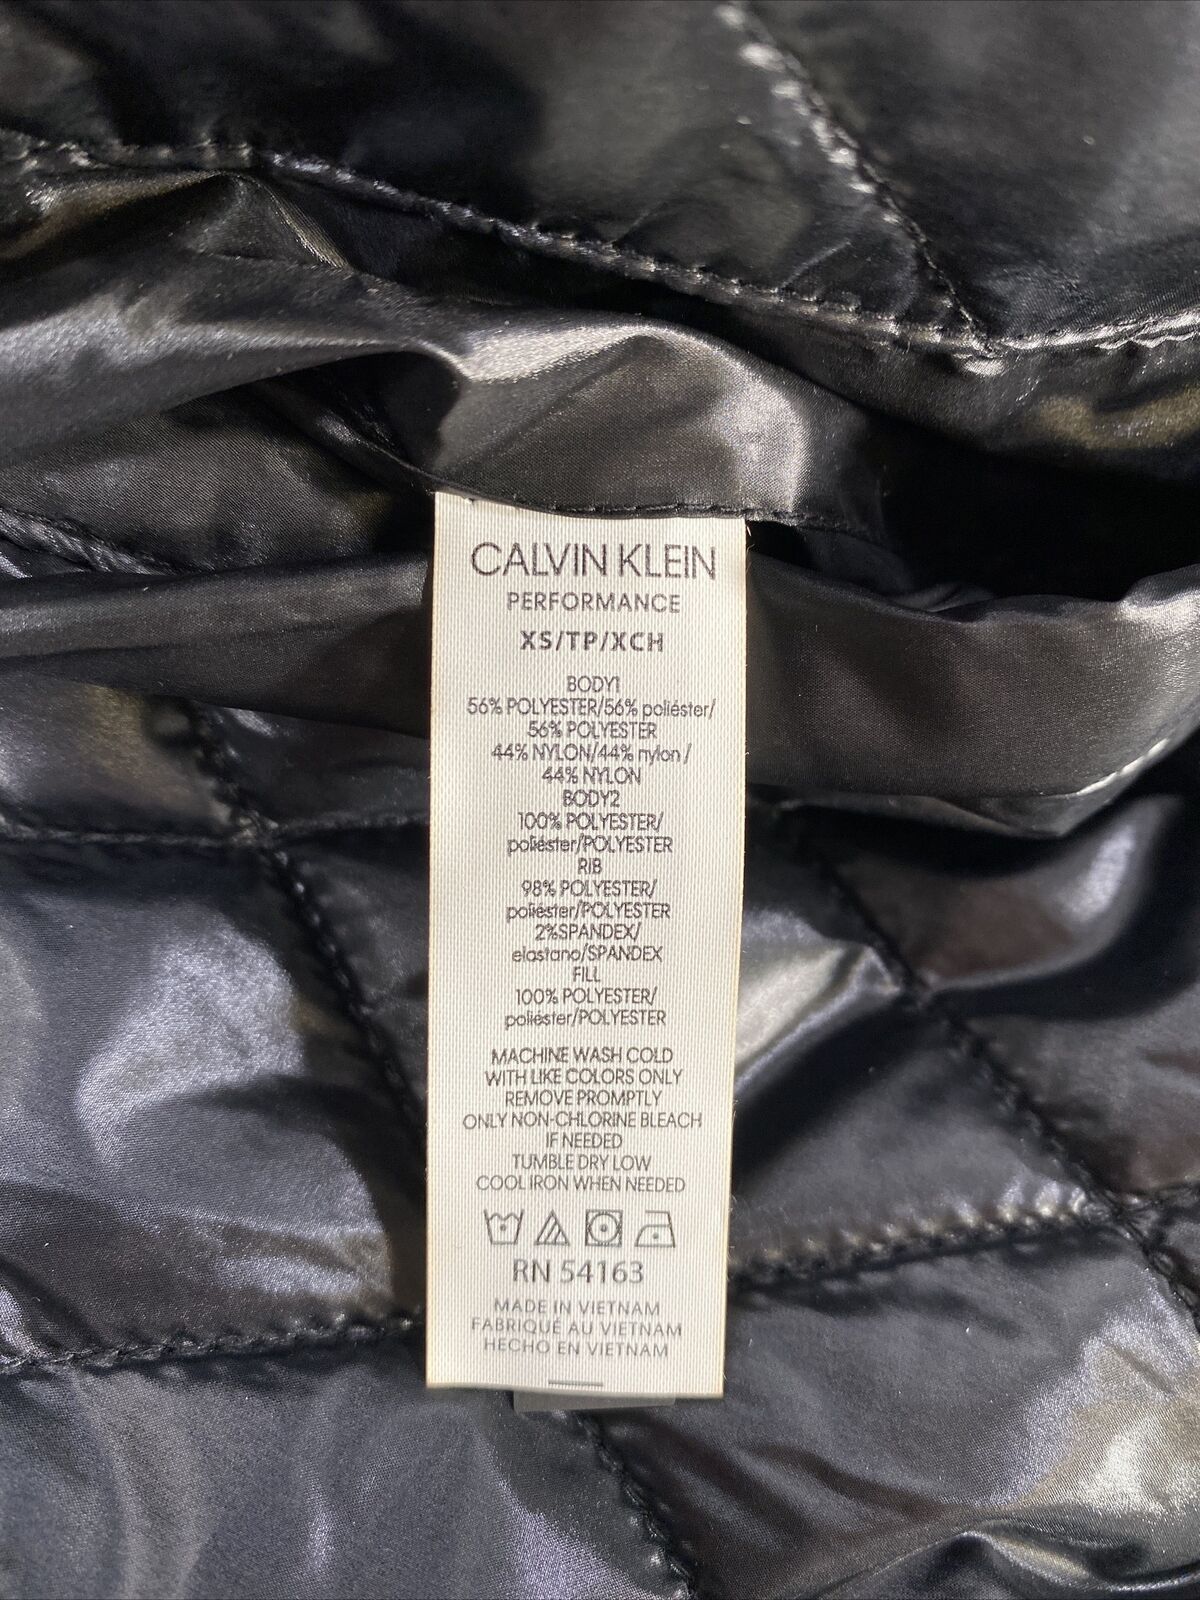 CALVIN KLEIN
PERFORMANCE
XS/TP/XCH
BODY1
56% POLYESTER/56% poliéster/
56% POLYESTER
44% NYLON/44% nylon /
44% NYLON
BODY2
100% POLYESTER/
poliéster/POLYESTER
RIB
98% POLYESTER/
poliéster/POLYESTER
2%SPANDEX/
elastano/SPANDEX
FILL
100% POLYESTER/
poliéster/POLYESTER
MACHINE WASH COLD
WITH LIKE COLORS ONLY
REMOVE PROMPTLY
ONLY NON-CHLORINE BLEACH
IF NEEDED
TUMBLE DRY LOW
COOL IRON WHEN NEEDED
RN 54163
MADE IN VIETNAM
FABRIQUÉ AU VIETNAM
HECHO EN VIETNAM